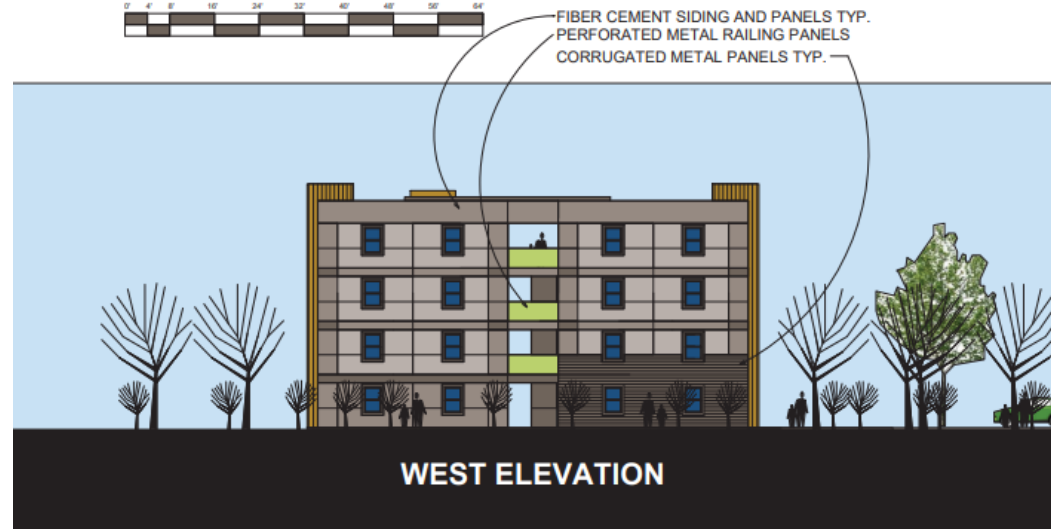 0' 4' 8' 16' 24' 32' 40' 48' 56' 64'
FIBER CEMENT SIDING AND PANELS TYP.
PERFORATED METAL RAILING PANELS
CORRUGATED METAL PANELS TYP.
WEST ELEVATION